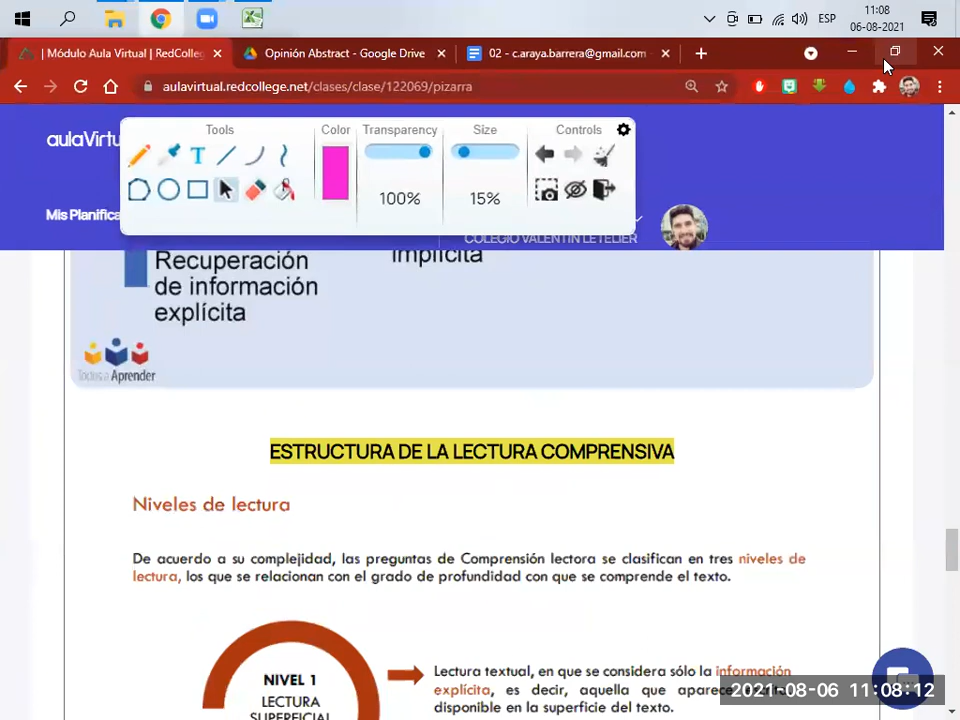 11:08
ESP
06-08-2021
| Módulo Aula Virtual | RedColleg
Opinión Abstract - Google Drive
02 - c.araya.barrera@gmail.com
aulavirtual.redcollege.net/clases/clase/122069/pizarra
aulaVirtu
Mis Planifica
Tools
Color
Transparency
Size
Controls
T
100%
15%
COLEGIO VALENTIN LETELIER
implícita
Recuperación
de información
explícita
Todos a Aprender
ESTRUCTURA DE LA LECTURA COMPRENSIVA
Niveles de lectura
De acuerdo a su complejidad, las preguntas de Comprensión lectora se clasifican en tres niveles de
lectura, los que se relacionan con el grado de profundidad con que se comprende el texto.
NIVEL 1
LECTURA
SUPERFICIAL
Lectura textual, en que se considera sólo la información
explícita, es decir, aquella que aparece
disponible en la superficie del texto.
2021-08-06 11:08:12